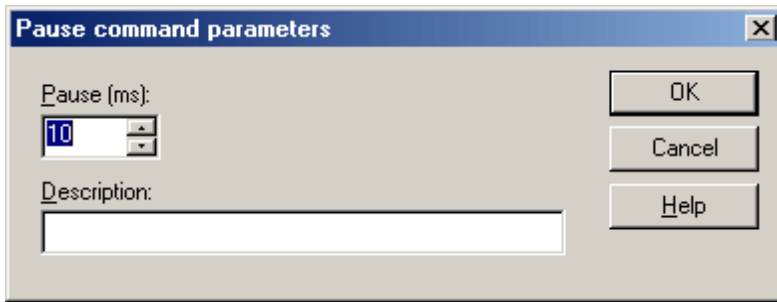 Pause command parameters
Pause (ms):
10
Description:
OK
Cancel
Help